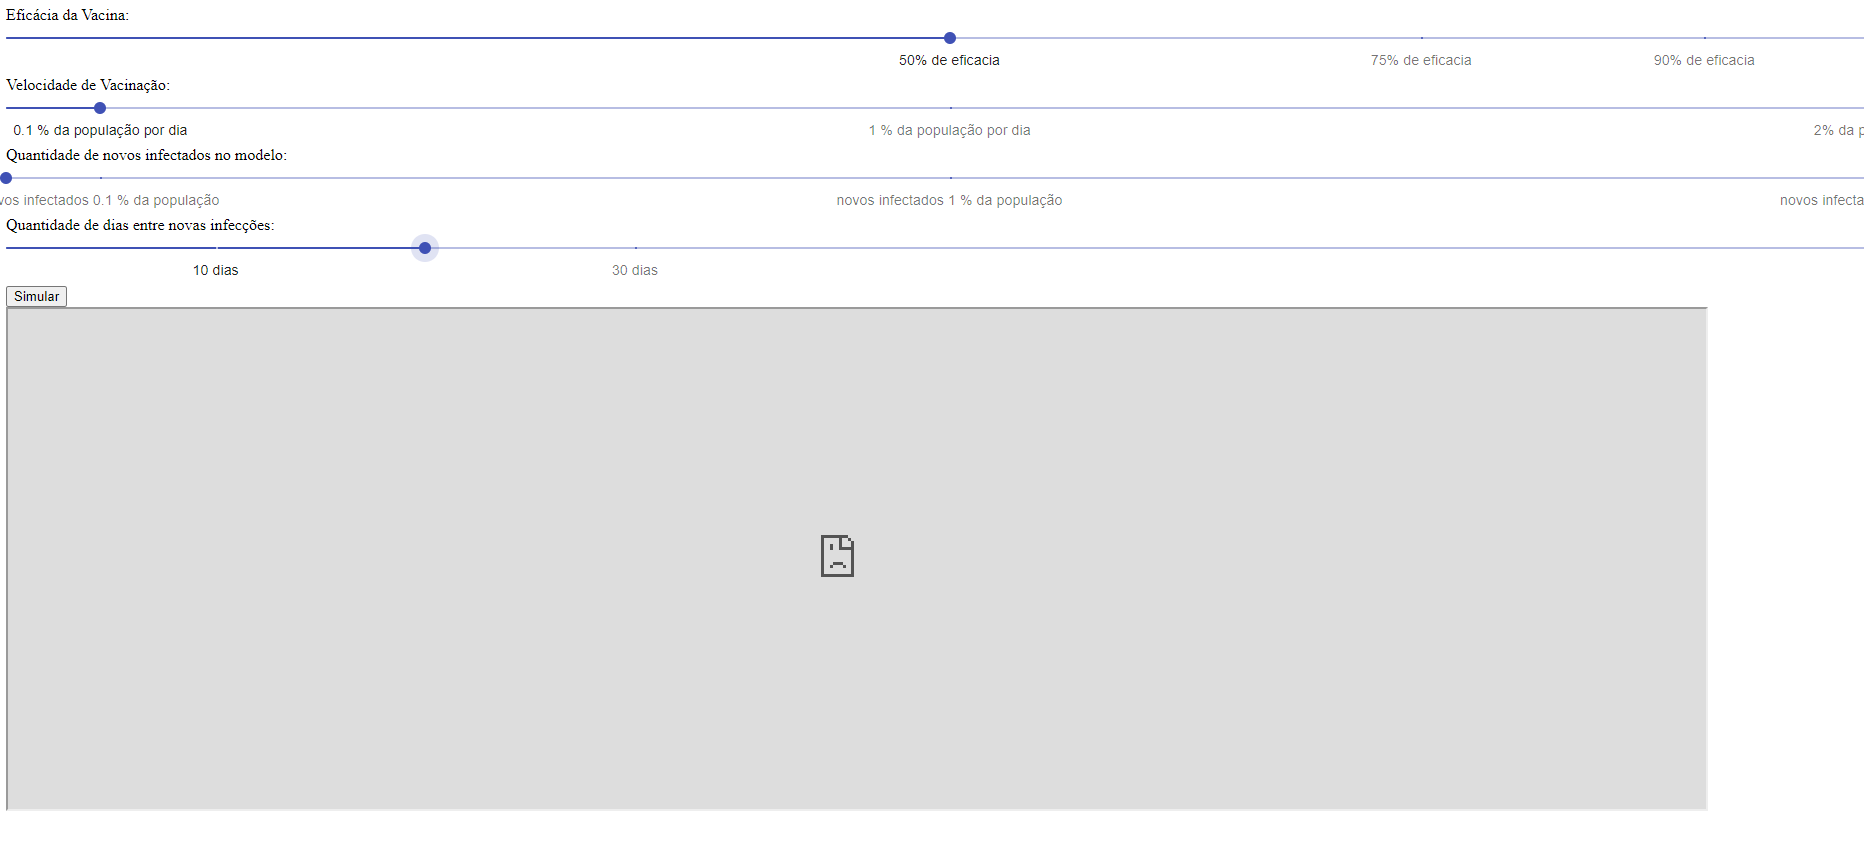 Eficácia da Vacina:
50% de eficacia 75% de eficacia 90% de eficacia
Velocidade de Vacinação:
0.1 % da população por dia 1 % da população por dia 2% da p
Quantidade de novos infectados no modelo:
vos infectados 0.1 % da população novos infectados 1 % da população novos infecta
Quantidade de dias entre novas infecções:
10 dias 30 dias
Simular